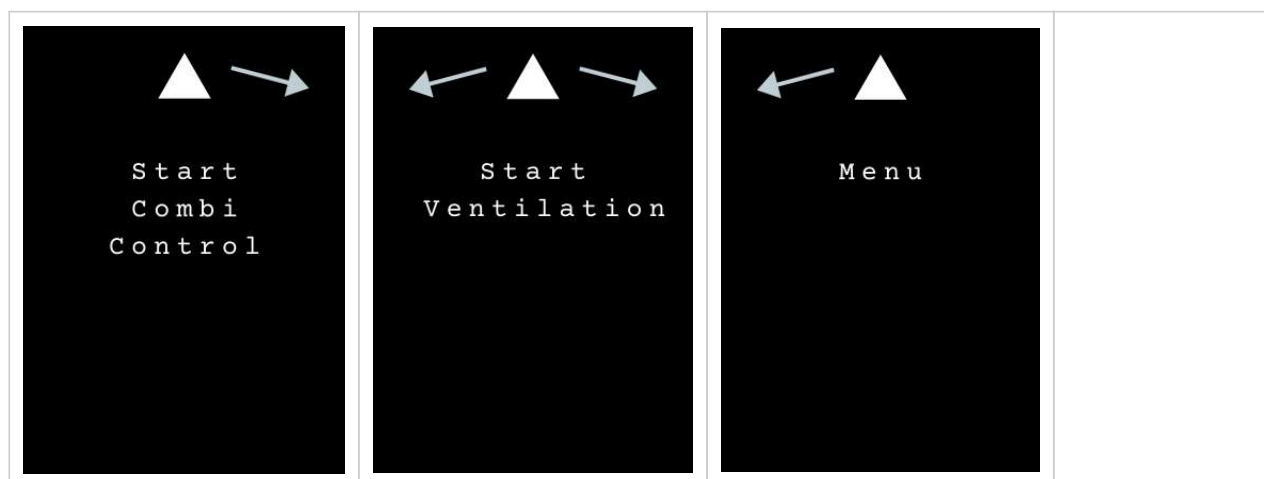 Start
Combi
Control
Start
Ventilation
Menu